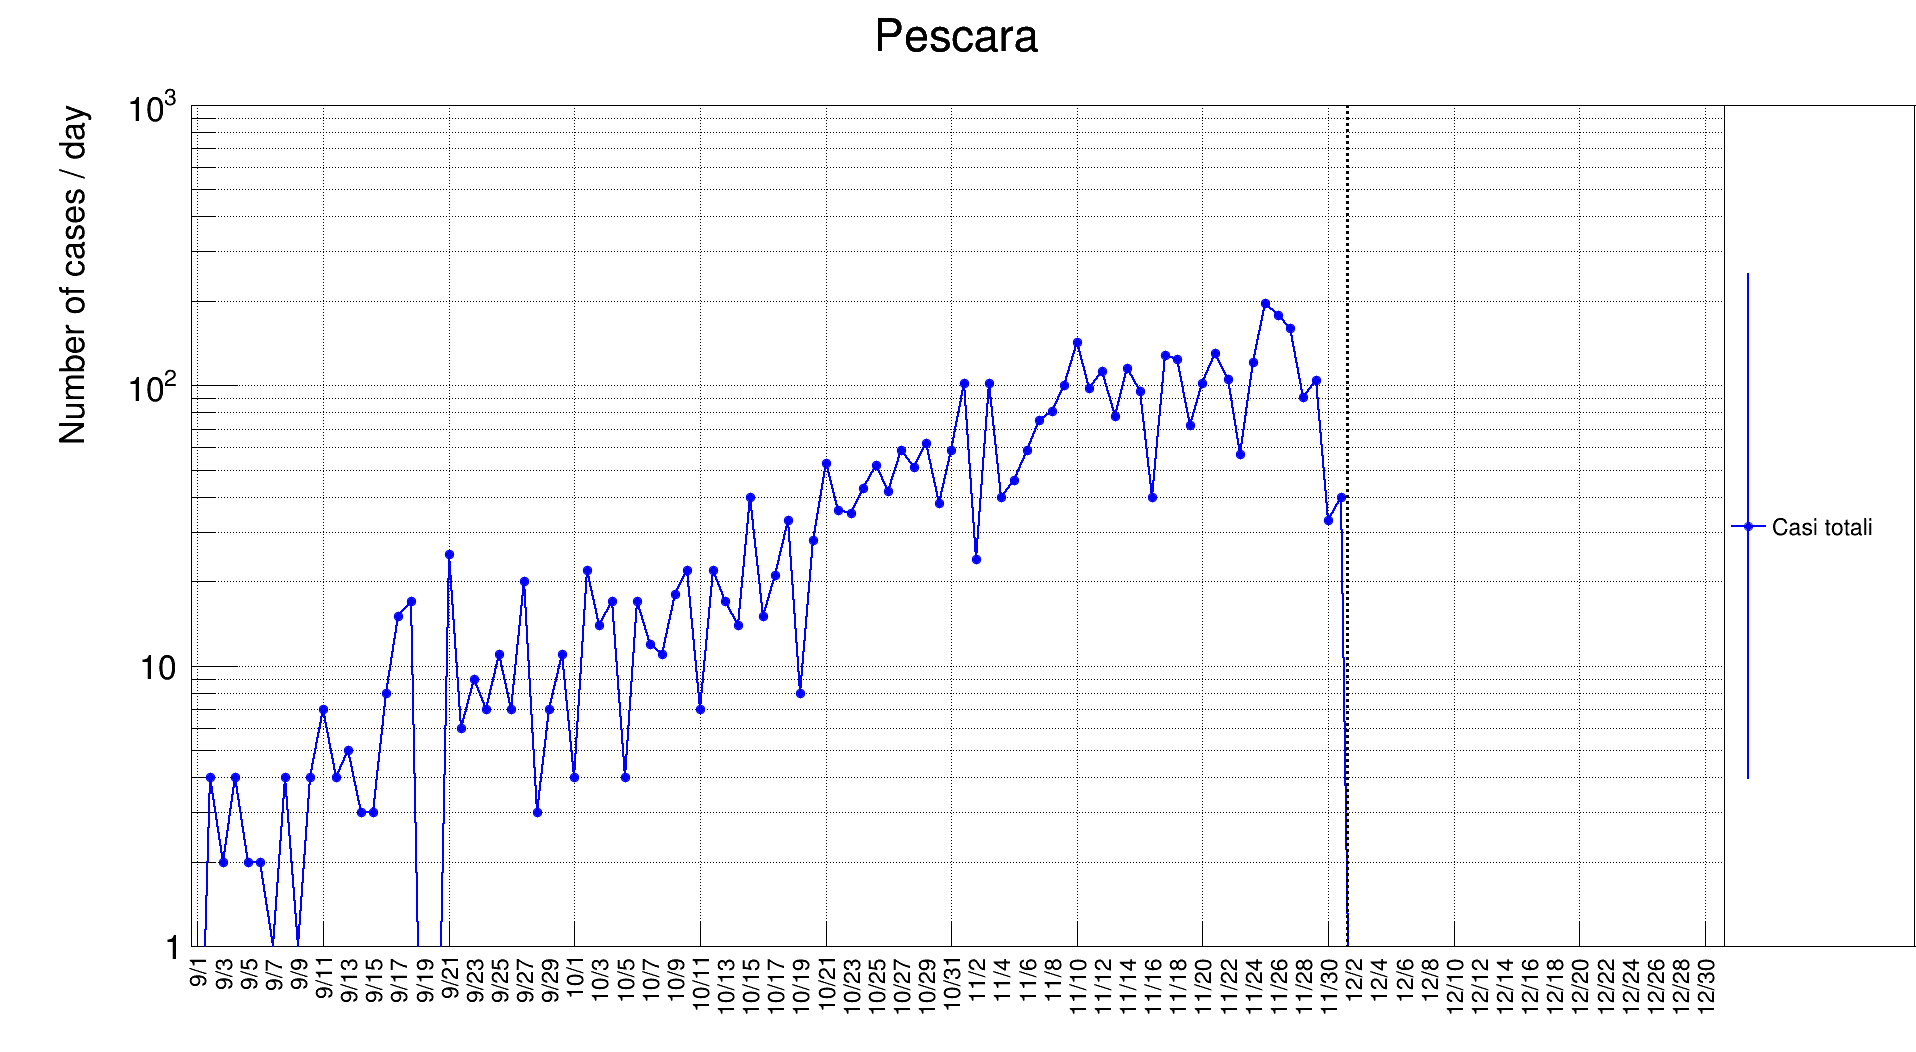 Pescara
Number of cases / day
10³
10²
10
1
9/1 9/3 9/5 9/7 9/9 9/11 9/13 9/15 9/17 9/19 9/21 9/23 9/25 9/27 9/29 10/1 10/3 10/5 10/7 10/9 10/11 10/13 10/15 10/17 10/19 10/21 10/23 10/25 10/27 10/29 10/31 11/2 11/4 11/6 11/8 11/10 11/12 11/14 11/16 11/18 11/20 11/22 11/24 11/26 11/28 11/30 12/2 12/4 12/6 12/8 12/10 12/12 12/14 12/16 12/18 12/20 12/22 12/24 12/26 12/28 12/30
Casi totali